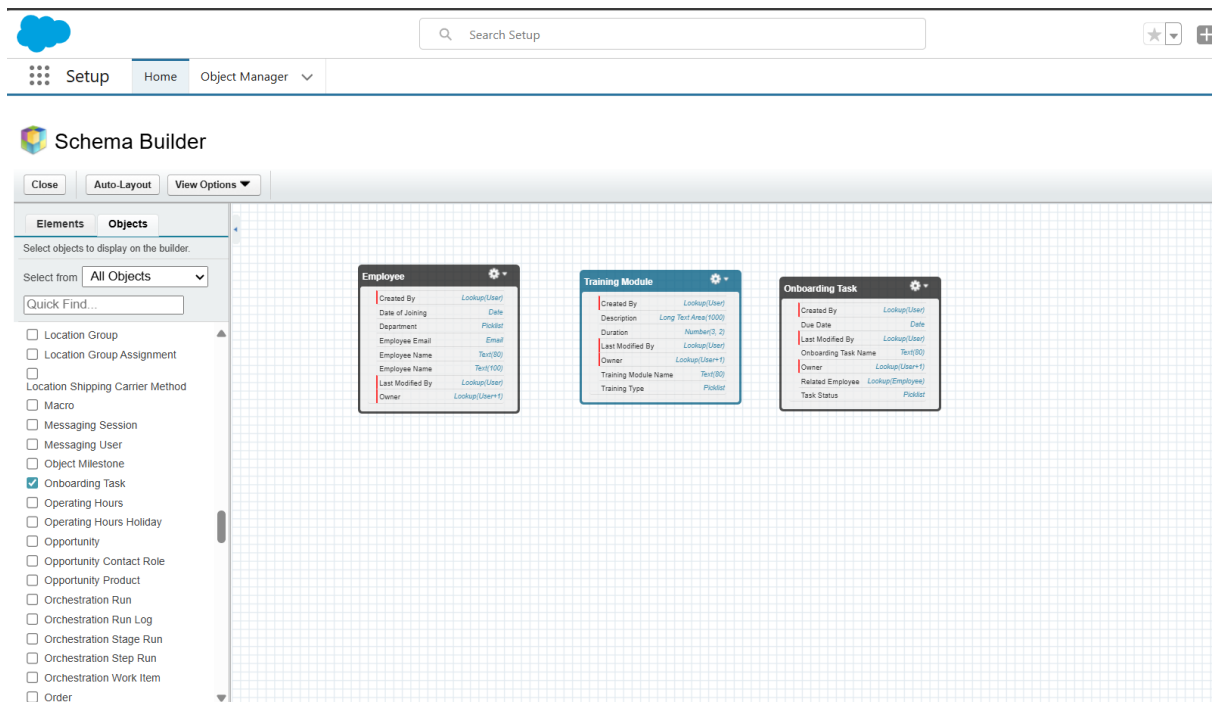 Search Setup
Setup
Home
Object Manager
Schema Builder
Close
Auto-Layout
View Options
Elements
Objects
Select objects to display on the builder.
Select from
All Objects
Quick Find...
Location Group
Location Group Assignment
Location Shipping Carrier Method
Macro
Messaging Session
Messaging User
Object Milestone
Onboarding Task
Operating Hours
Operating Hours Holiday
Opportunity
Opportunity Contact Role
Opportunity Product
Orchestration Run
Orchestration Run Log
Orchestration Stage Run
Orchestration Step Run
Orchestration Work Item
Order
Employee
Created By Lookup(User)
Date of Joining Date
Department Picklist
Employee Email Email
Employee Name Text(80)
Employee Name Text(100)
Last Modified By Lookup(User)
Owner Lookup(User+1)
Training Module
Created By Lookup(User)
Description Long Text Area(1000)
Duration Number(3, 2)
Last Modified By Lookup(User)
Owner Lookup(User+1)
Training Module Name Text(80)
Training Type Picklist
Onboarding Task
Created By Lookup(User)
Due Date Date
Last Modified By Lookup(User)
Onboarding Task Name Text(80)
Owner Lookup(User+1)
Related Employee Lookup(Employee)
Task Status Picklist